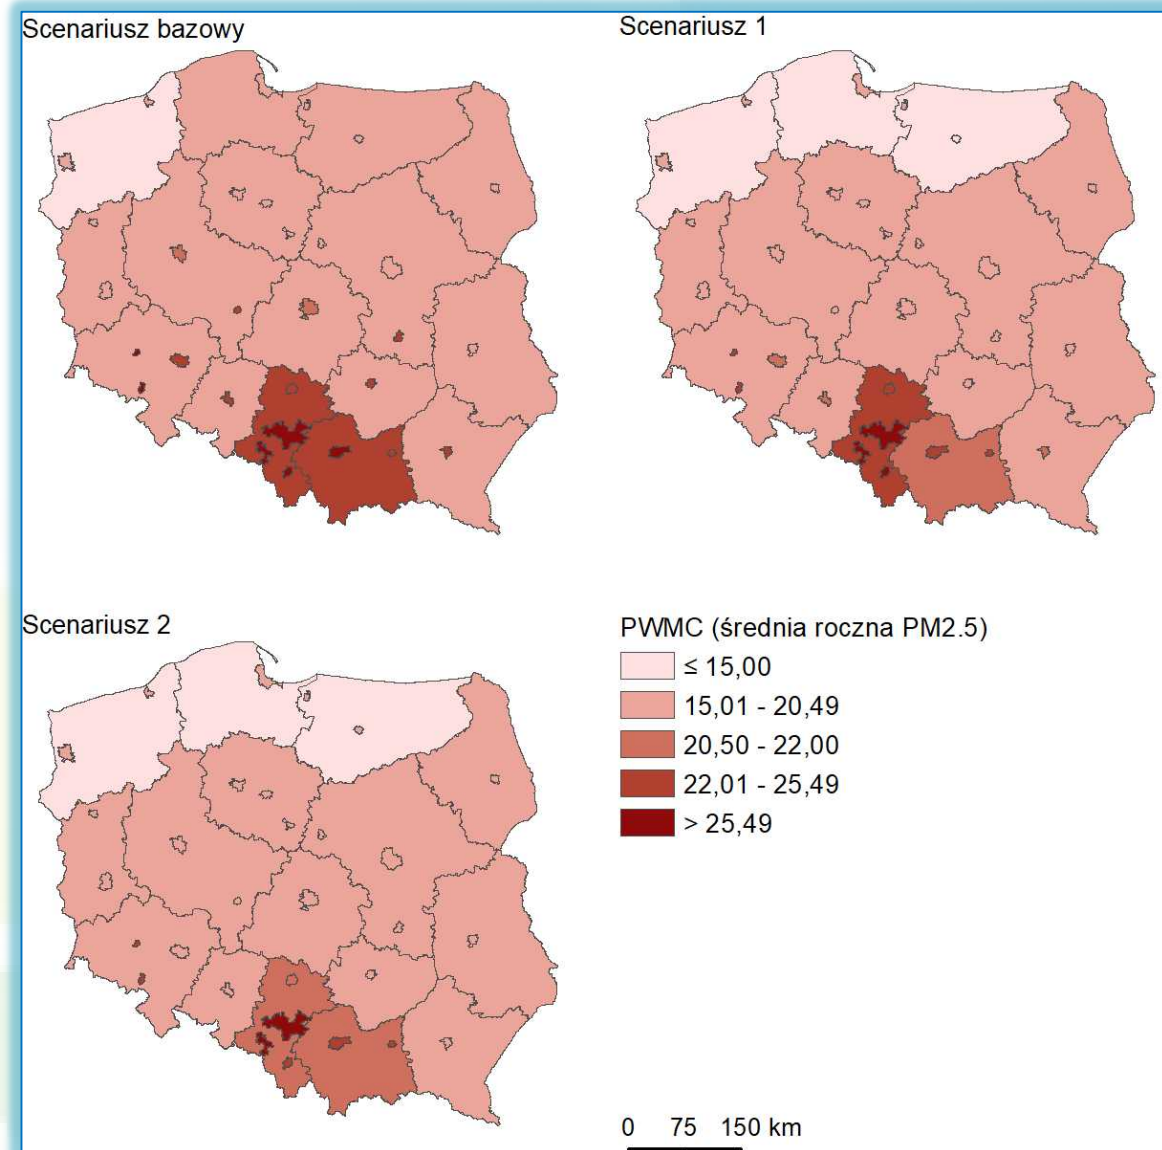 Scenariusz bazowy
Scenariusz 1
Scenariusz 2
PWMC (średnia roczna PM2.5)
≤ 15,00
15,01 - 20,49
20,50 - 22,00
22,01 - 25,49
> 25,49
0 75 150 km